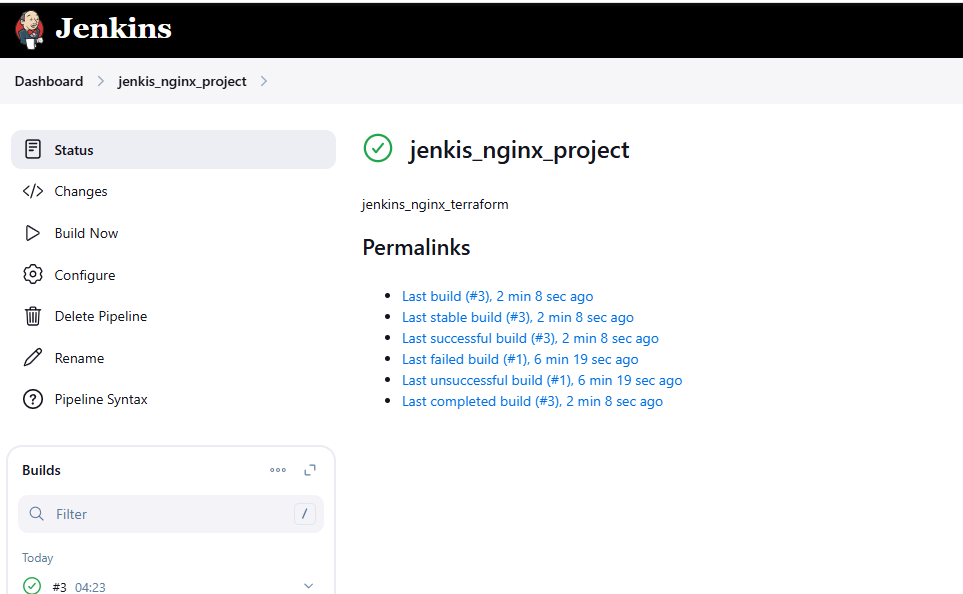 Jenkins
Dashboard > jenkis_nginx_project >
Status
Changes
Build Now
Configure
Delete Pipeline
Rename
Pipeline Syntax
jenkis_nginx_project
jenkins_nginx_terraform
Permalinks
Last build (#3), 2 min 8 sec ago
Last stable build (#3), 2 min 8 sec ago
Last successful build (#3), 2 min 8 sec ago
Last failed build (#1), 6 min 19 sec ago
Last unsuccessful build (#1), 6 min 19 sec ago
Last completed build (#3), 2 min 8 sec ago
Builds
Filter /
Today
#3 04:23